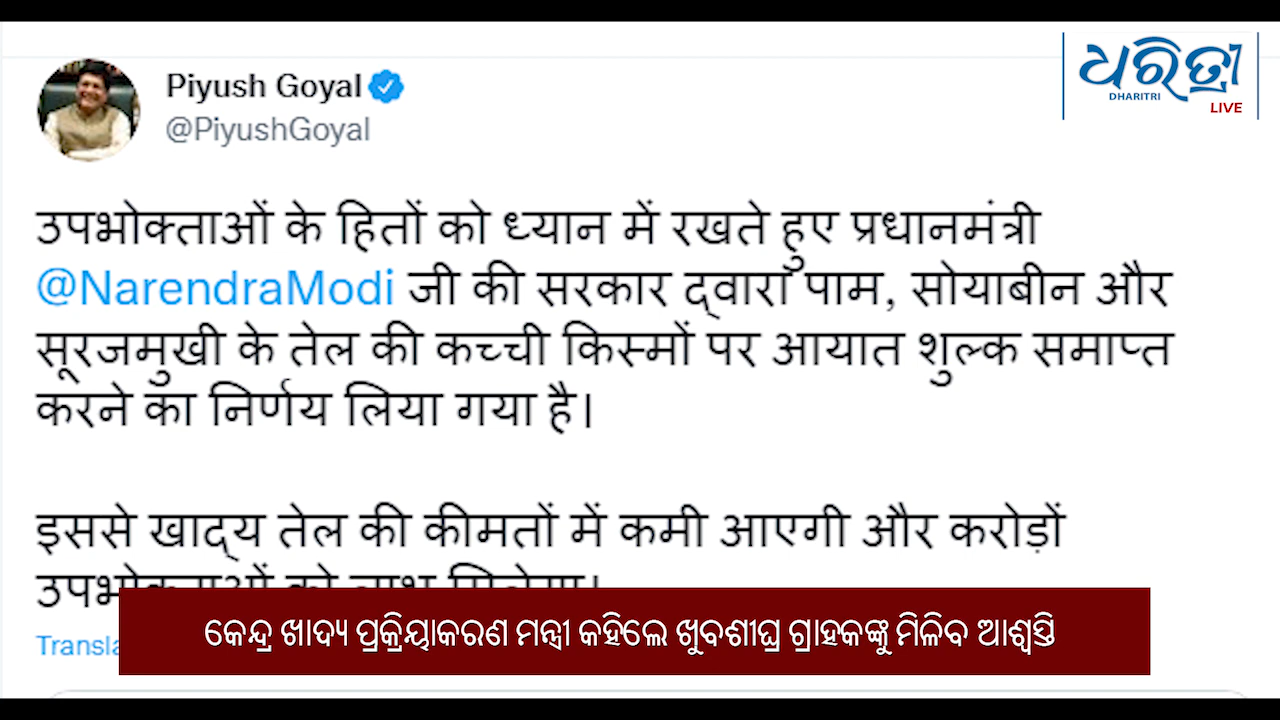 Piyush Goyal
@PiyushGoyal
ଧରିତ୍ରୀ
DHARITRI
LIVE
उपभोक्ताओं के हितों को ध्यान में रखते हुए प्रधानमंत्री
@NarendraModi जी की सरकार द्वारा पाम, सोयाबीन और
सूरजमुखी के तेल की कच्ची किस्मों पर आयात शुल्क समाप्त
करने का निर्णय लिया गया है।
इससे खाद्य तेल की कीमतों में कमी आएगी और करोड़ों
उपभोक्ताओं को लाभ मिलेगा।
କେନ୍ଦ୍ର ଖାଦ୍ୟ ପ୍ରକ୍ରିୟାକରଣ ମନ୍ତ୍ରୀ କହିଲେ ଖୁବଶୀଘ୍ର ଗ୍ରାହକଙ୍କୁ ମିଳିବ ଆଶ୍ୱସ୍ତି